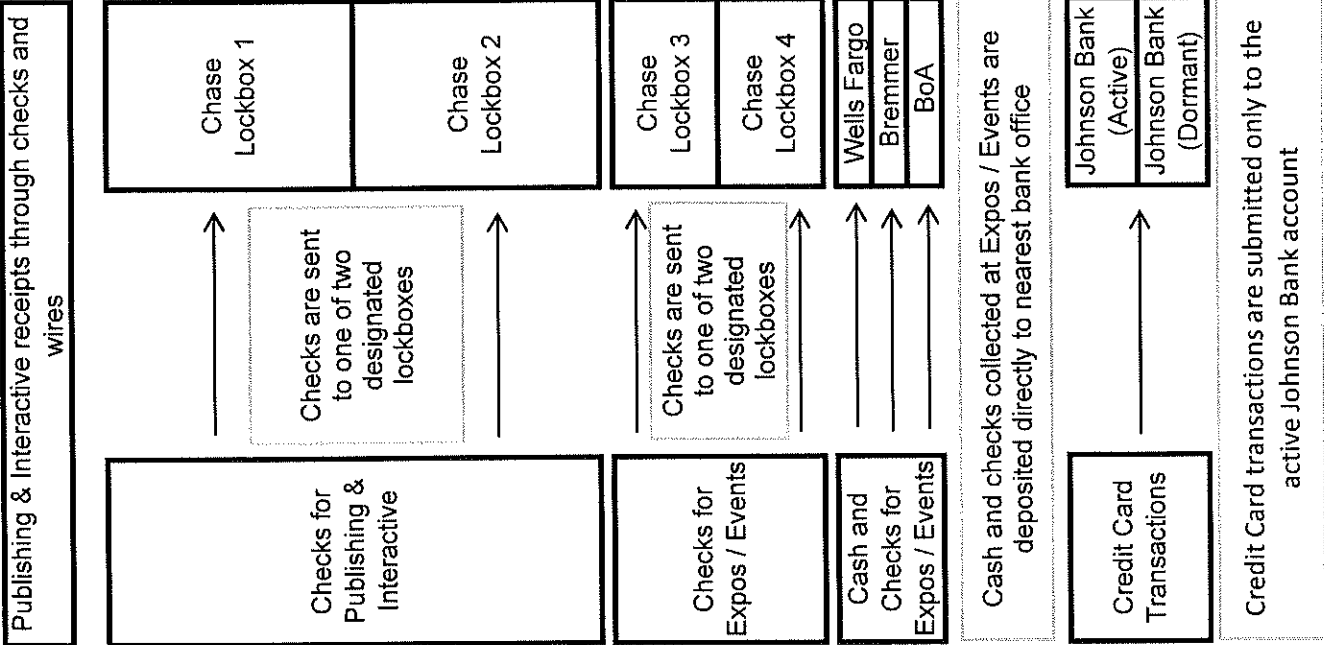 Publishing & Interactive receipts through checks and
wires
Checks for
Publishing &
Interactive
Checks are sent
to one of two
designated
lockboxes
Chase
Lockbox 1
Chase
Lockbox 2
Checks for
Expos / Events
Checks are sent
to one of two
designated
lockboxes
Chase
Lockbox 3
Chase
Lockbox 4
Cash and
Checks for
Expos / Events
Wells Fargo
Bremmer
BoA
Cash and checks collected at Expos / Events are
deposited directly to nearest bank office
Credit Card
Transactions
Johnson Bank
(Active)
Johnson Bank
(Dormant)
Credit Card transactions are submitted only to the
active Johnson Bank account